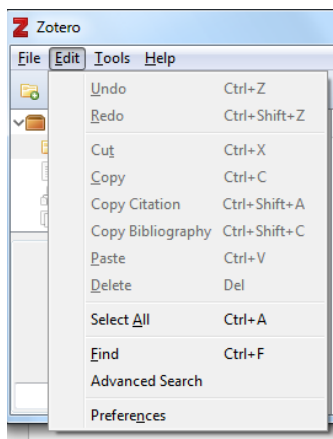 Z Zotero
File Edit Tools Help
Undo Ctrl+Z
Redo Ctrl+Shift+Z
Cut Ctrl+X
Copy Ctrl+C
Copy Citation Ctrl+Shift+A
Copy Bibliography Ctrl+Shift+C
Paste Ctrl+V
Delete Del
Select All Ctrl+A
Find Ctrl+F
Advanced Search
Preferences